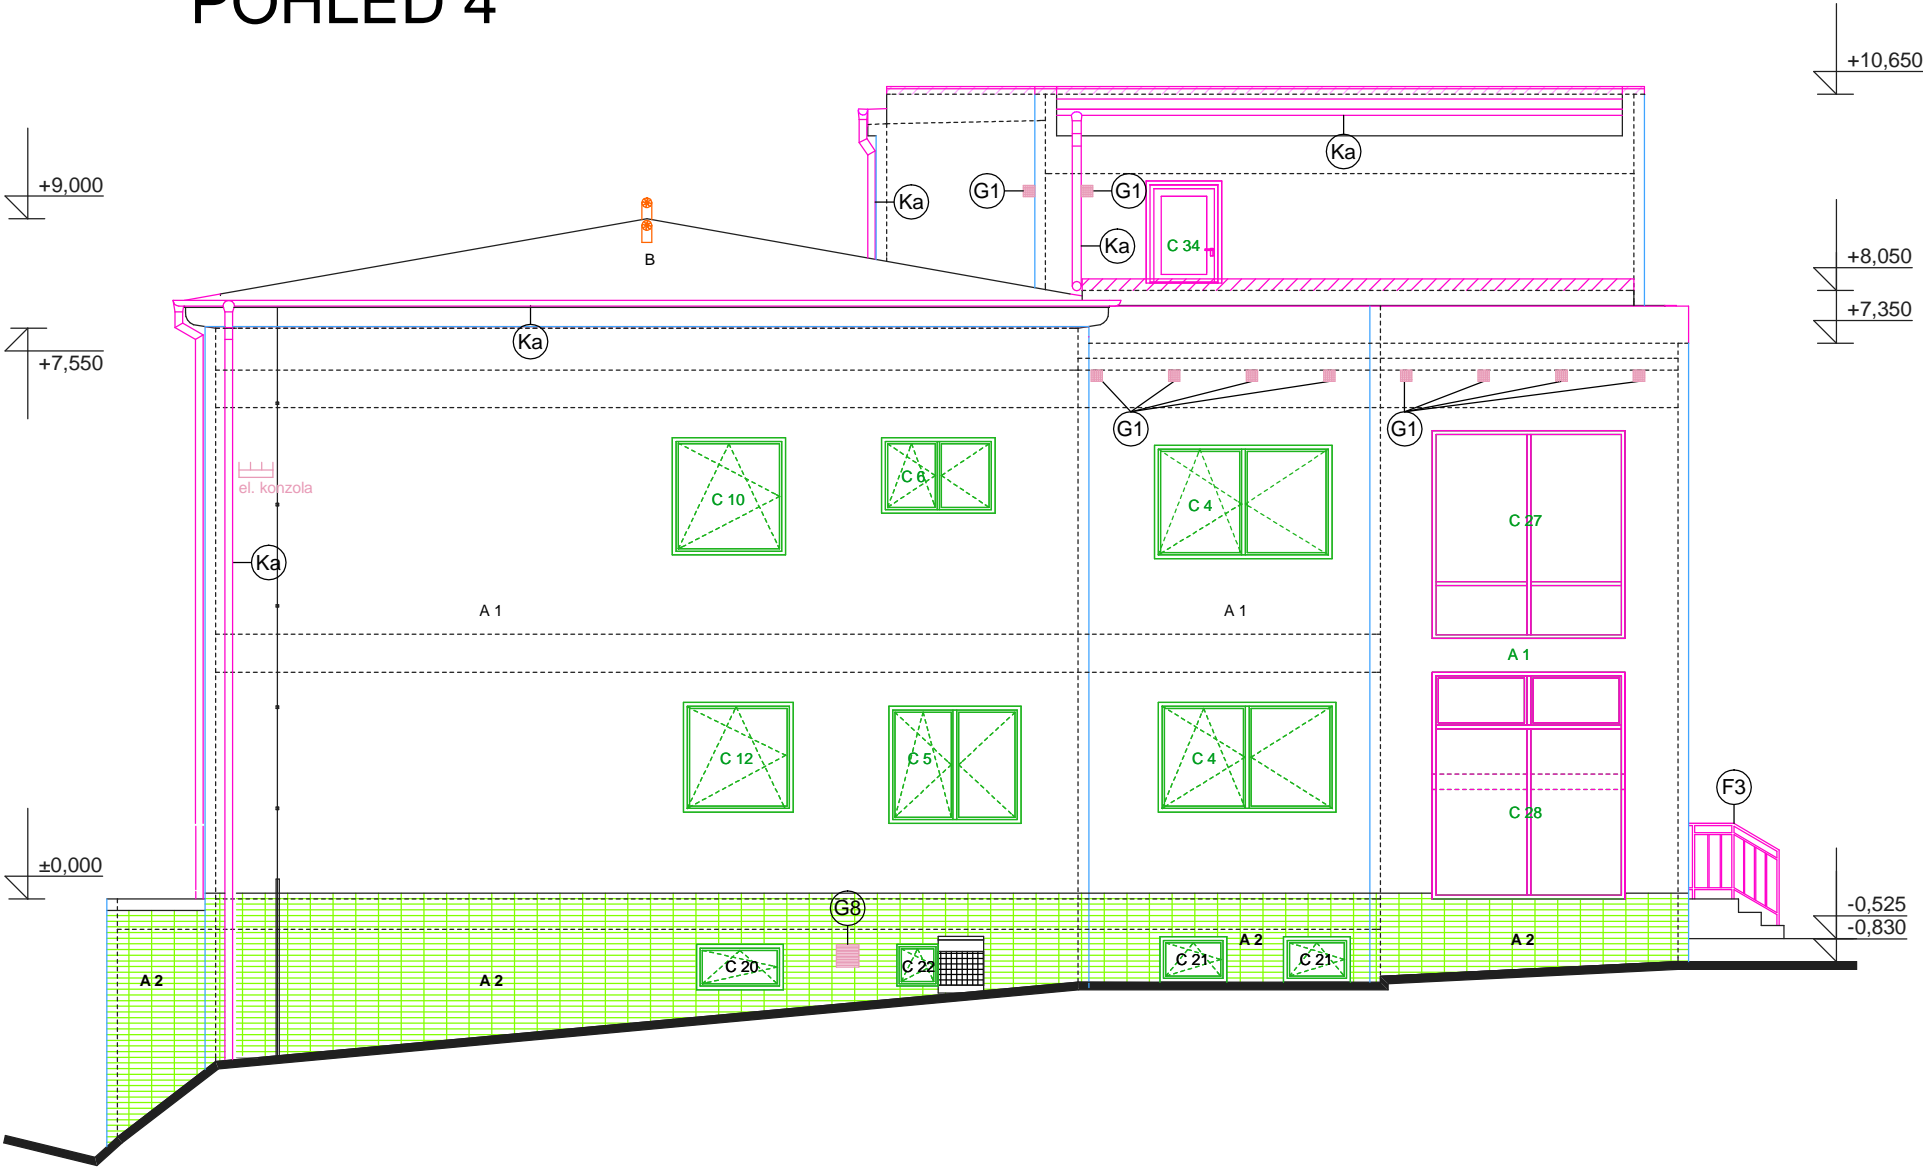 POHLED 4
+10,650
+9,000
+8,050
+7,350
+7,550
Ka
G1
G1
Ka
Ka
C 34
B
Ka
G1
G1
el. konzola
C 10
C 6
C 4
C 27
Ka
A 1
A 1
A 1
C 12
C 5
C 4
C 28
F3
±0,000
-0,525
-0,830
G8
A 2
A 2
A 2
A 2
C 20
C 22
C 21
C 21